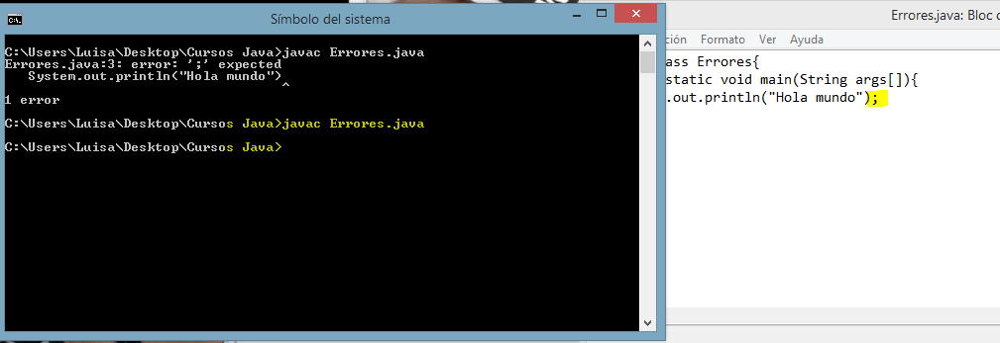 Símbolo del sistema
C:\Users\Luisa\Desktop\Cursos Java>javac Errores.java
Errores.java:3: error: ';' expected
System.out.println("Hola mundo")
^
1 error
C:\Users\Luisa\Desktop\Cursos Java>javac Errores.java
C:\Users\Luisa\Desktop\Cursos Java>
Errores.java: Bloc
Formato Ver Ayuda
Errores{
static void main(String args[]){
.out.println("Hola mundo");